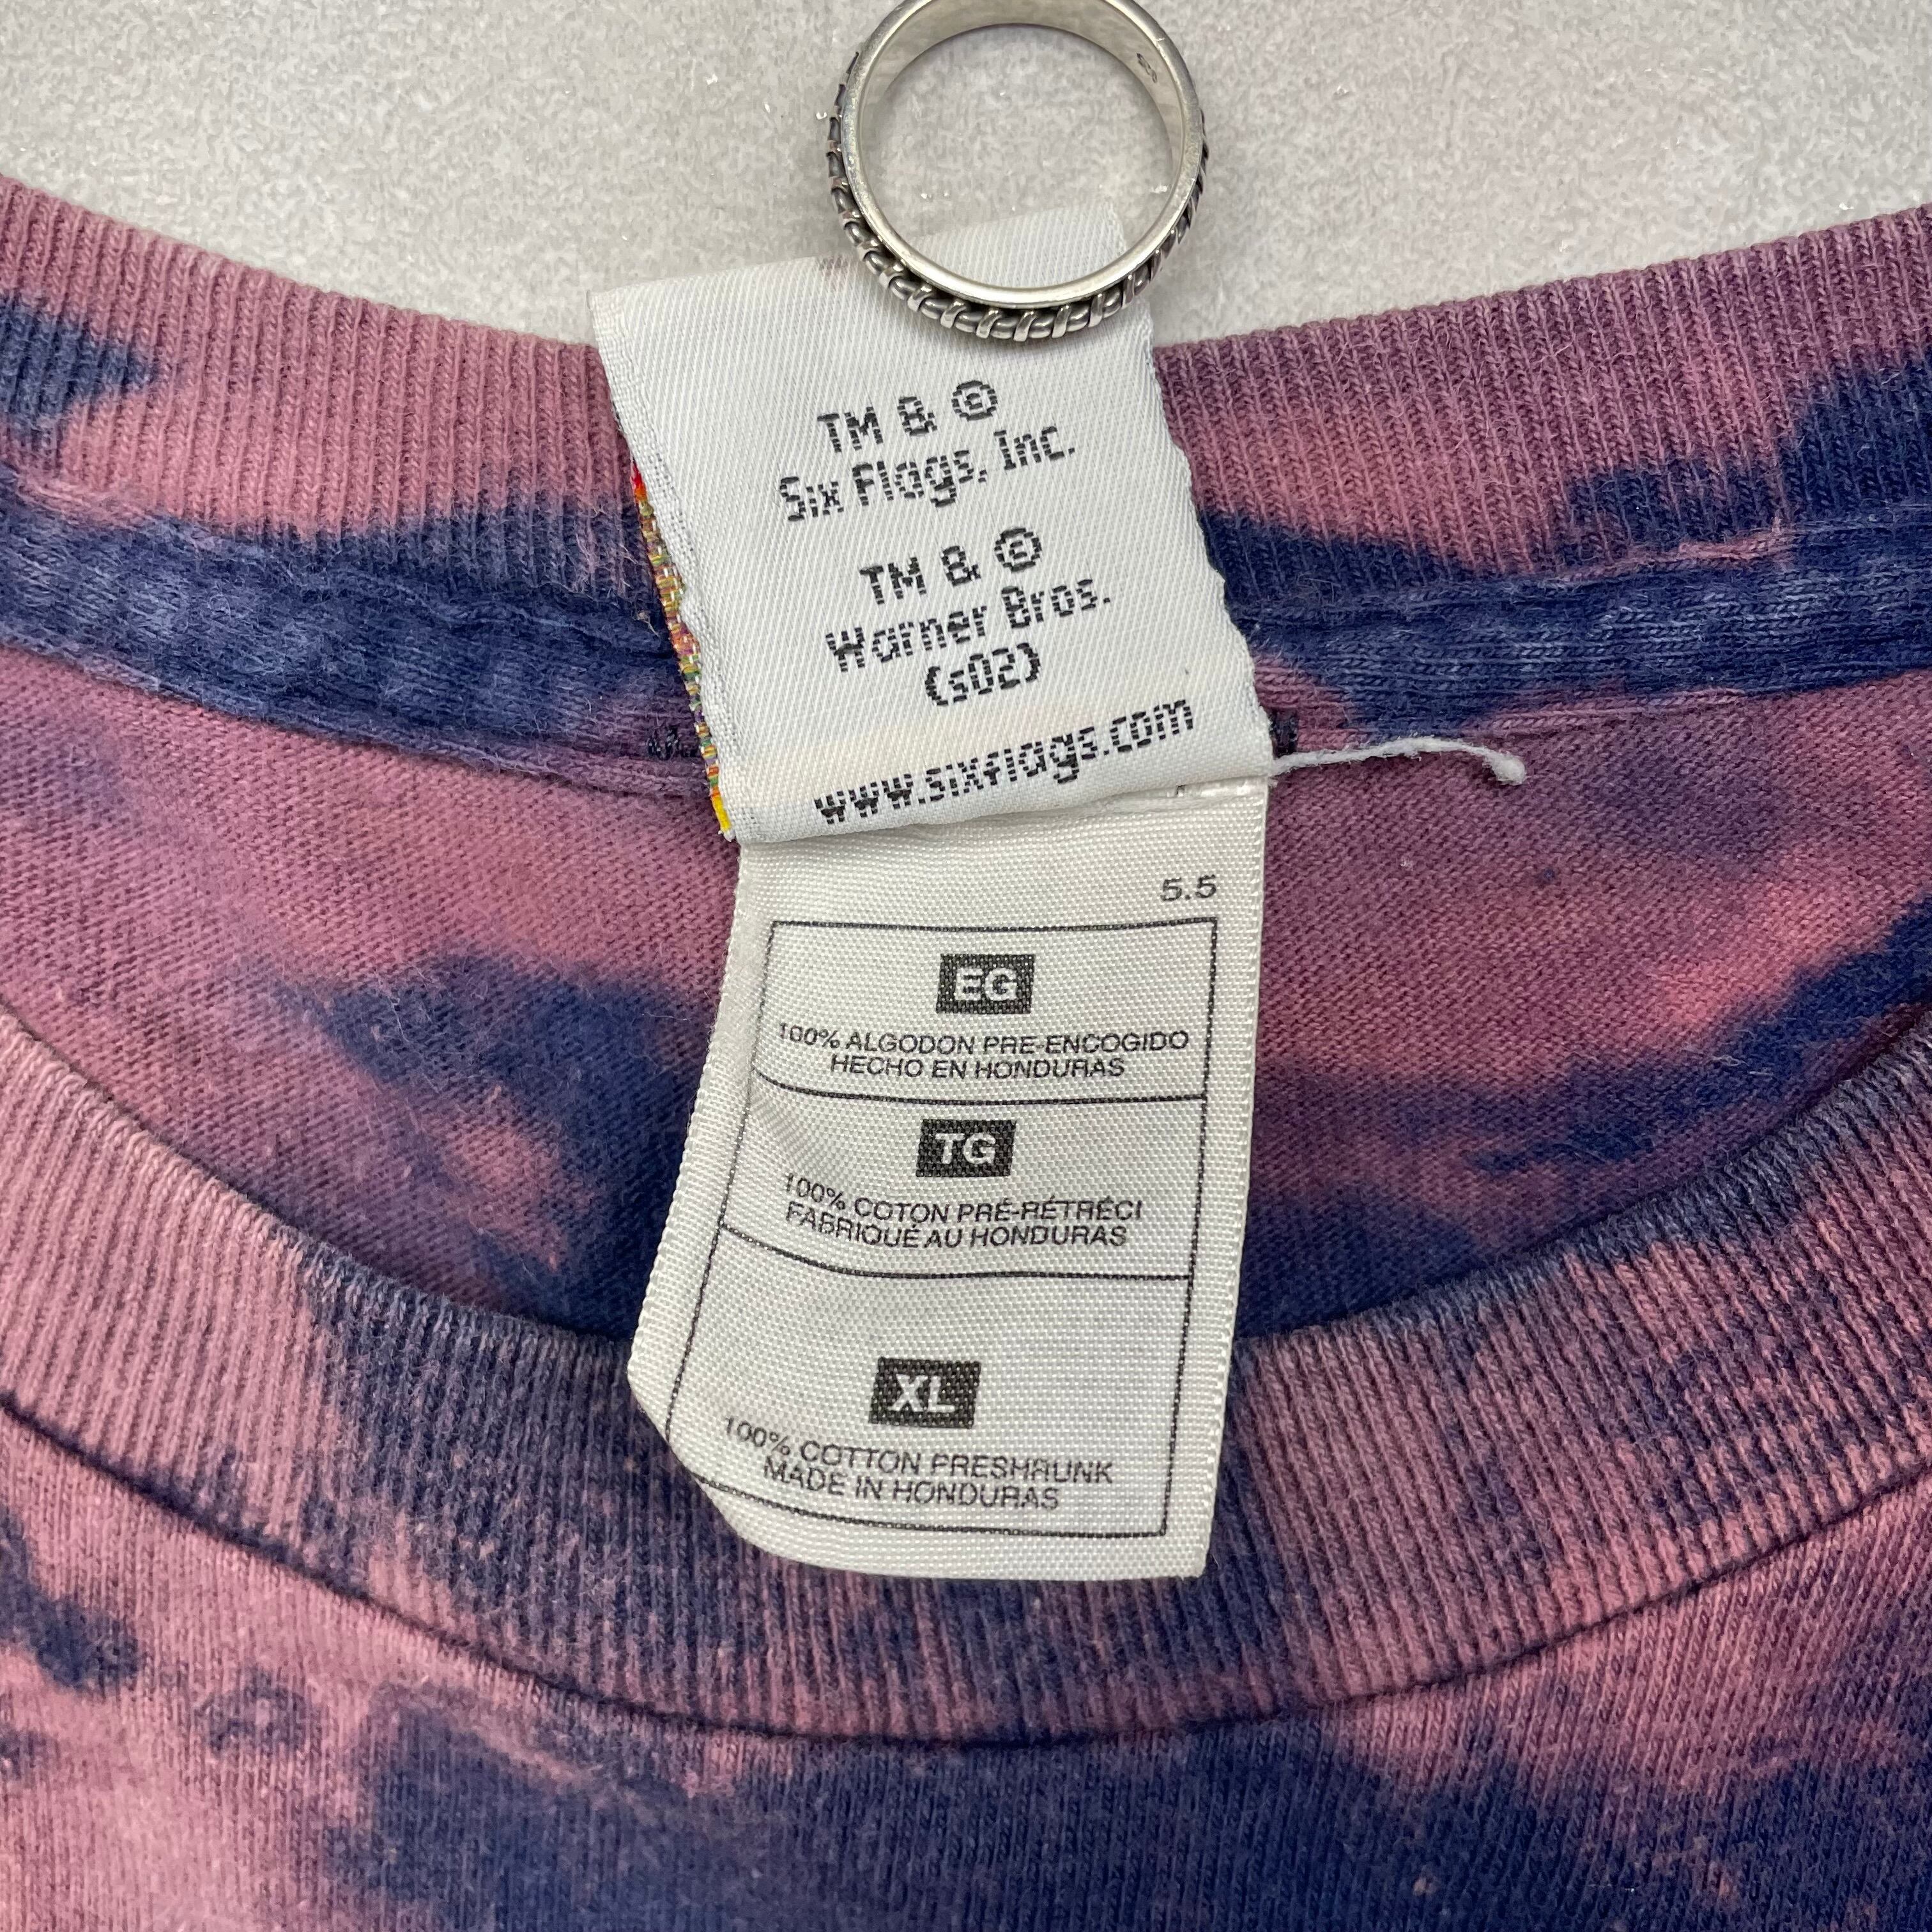 TM & ©
Six Flags, Inc.
TM & ©
Warner Bros.
(s02)
www.sixflags.com
5.5
EG
100% ALGODON PRE-ENCOGIDO
HECHO EN HONDURAS
TG
100% COTON PRÉ-RÉTRÉCI
FABRIQUÉ AU HONDURAS
XL
100% COTTON PRESHRUNK
MADE IN HONDURAS